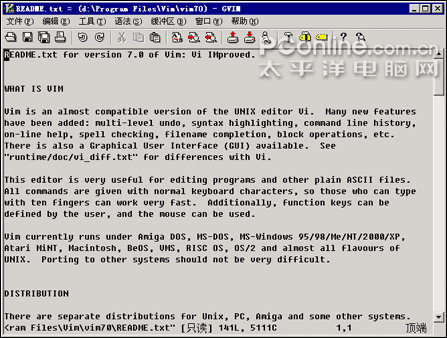 README.txt = (d:\Program Files\Vim\vim70) - GVIM
文件(F) 编辑(E) 工具(T) 语法(S) 缓冲区(B) 窗口(W) 帮助(H)
PConline.com.cn
太平洋电脑网
README.txt for version 7.0 of Vim: Vi IMproved.
WHAT IS VIM
Vim is an almost compatible version of the UNIX editor Vi.  Many new features
have been added: multi-level undo, syntax highlighting, command line history,
on-line help, spell checking, filename completion, block operations, etc.
There is also a Graphical User Interface (GUI) available.  See
"runtime/doc/vi_diff.txt" for differences with Vi.
This editor is very useful for editing programs and other plain ASCII files.
All commands are given with normal keyboard characters, so those who can type
with ten fingers can work very fast.  Additionally, function keys can be
defined by the user, and the mouse can be used.
Vim currently runs under Amiga DOS, MS-DOS, MS-Windows 95/98/Me/NT/2000/XP,
Atari MiNT, Macintosh, BeOS, VMS, RISC OS, OS/2 and almost all flavours of
UNIX.  Porting to other systems should not be very difficult.
DISTRIBUTION
There are separate distributions for Unix, PC, Amiga and some other systems.
<ram Files\Vim\vim70\README.txt" [只读] 141L, 5111C 1,1 顶端